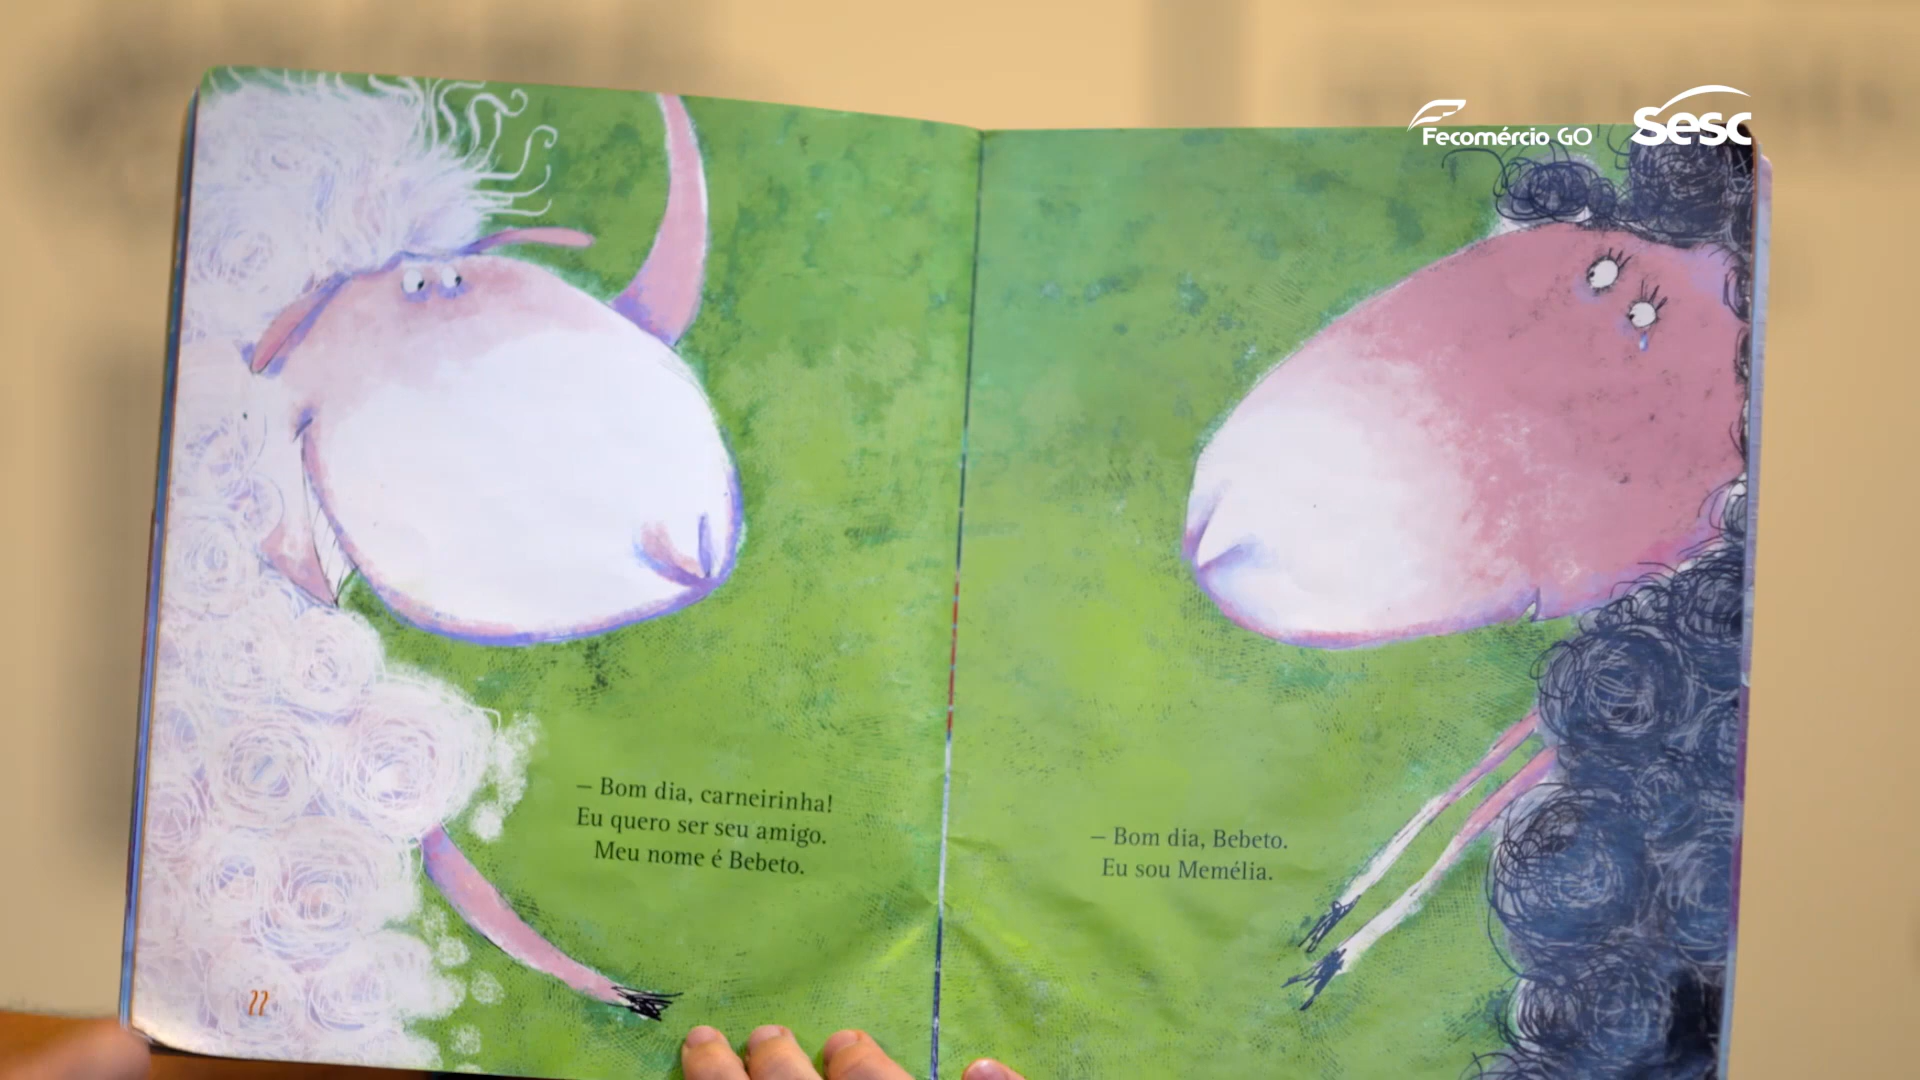 Fecomércio GO
Sesc
— Bom dia, carneirinha!
Eu quero ser seu amigo.
Meu nome é Bebeto.
— Bom dia, Bebeto.
Eu sou Memélia.
22